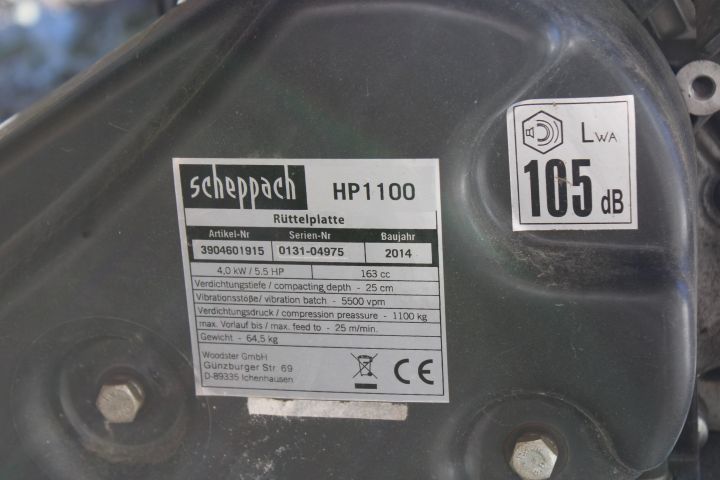 scheppach HP1100
Rüttelplatte
Artikel-Nr Serien-Nr Baujahr
3904601915 0131-04975 2014
4,0 kW / 5.5 HP 163 cc
Verdichtungstiefe / compacting depth - 25 cm
Vibrationsstöße/ vibration batch - 5500 vpm
Verdichtungsdruck / compression preassure - 1100 kg
max. Vorlauf bis / max. feed to - 25 m/min.
Gewicht - 64,5kg
Woodster GmbH
Günzburger Str 69
D-89335 Ichenhausen
CE
LWA
105 dB